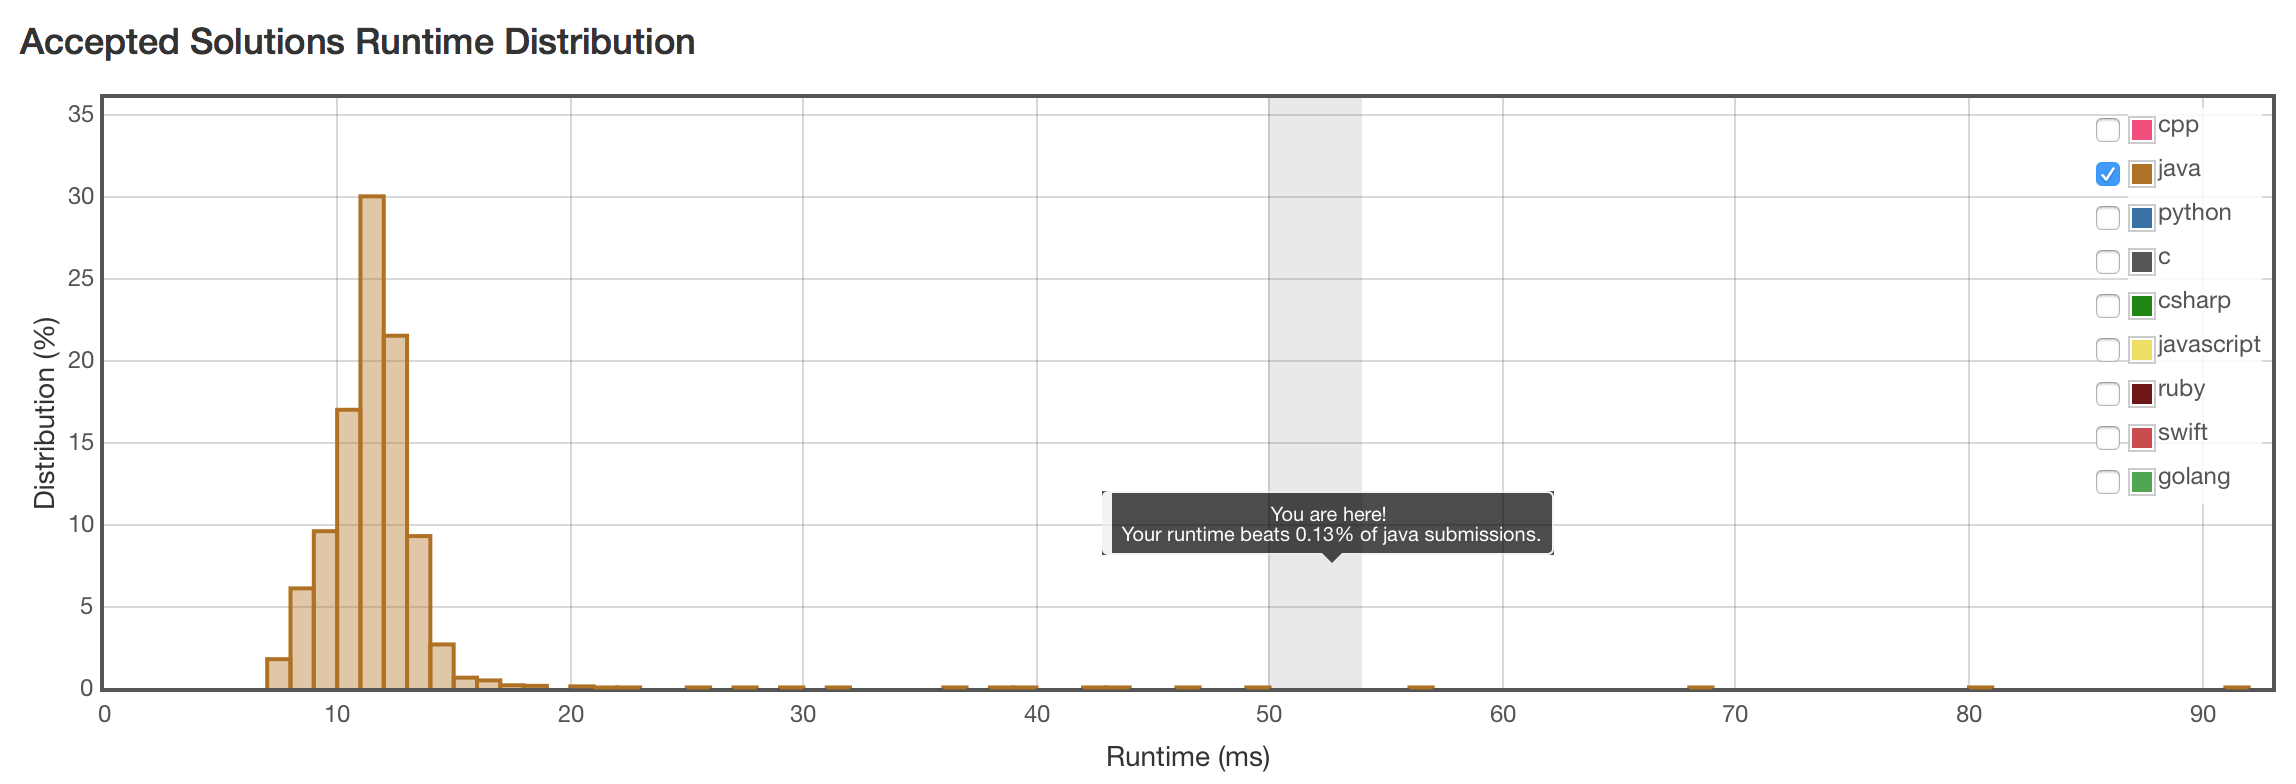 Accepted Solutions Runtime Distribution
35
30
25
20
15
10
5
0
Distribution (%)
cpp
java
python
c
csharp
javascript
ruby
swift
golang
You are here!
Your runtime beats 0.13% of java submissions.
0 10 20 30 40 50 60 70 80 90
Runtime (ms)